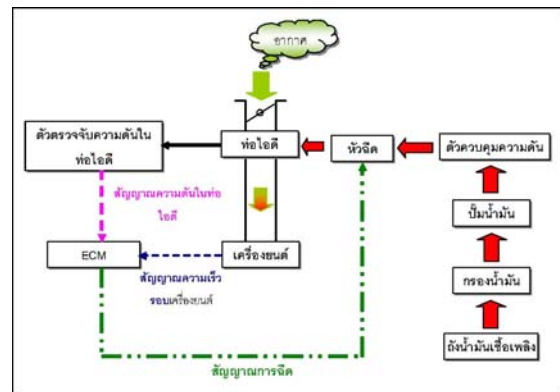 อากาศ
ตัวตรวจจับความดันใน
ท่อไอดี
ท่อไอดี
หัวฉีด
ตัวควบคุมความดัน
สัญญาณความดันในท่อ
ไอดี
ปั๊มน้ำมัน
ECM
เครื่องยนต์
สัญญาณความเร็ว
รอบเครื่องยนต์
กรองน้ำมัน
ถังน้ำมันเชื้อเพลิง
สัญญาณการฉีด